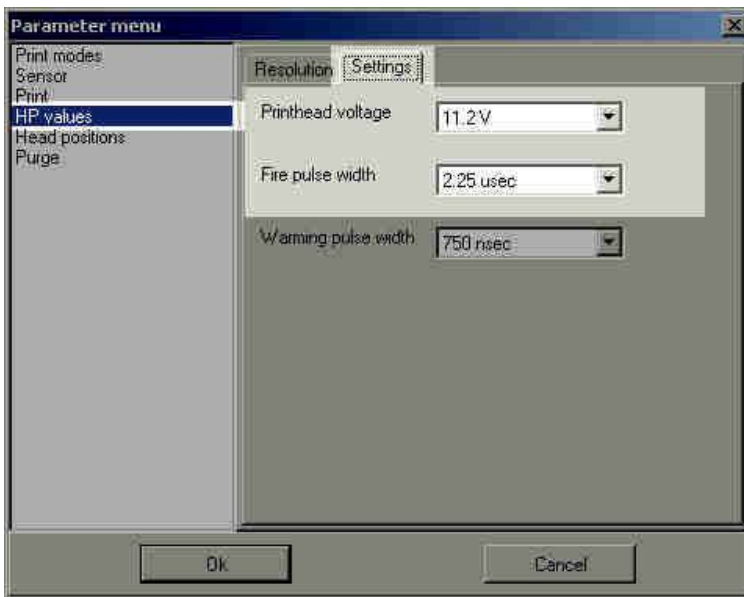 Parameter menu
Print modes
Sensor
Print
HP values
Head positions
Purge
Resolution Settings
Printhead voltage 11.2 V
Fire pulse width 2.25 usec
Warming pulse width 750 nsec
Ok Cancel